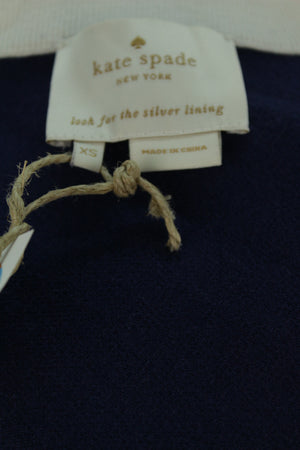 kate spade
NEW YORK
look for the silver lining
XS
MADE IN CHINA